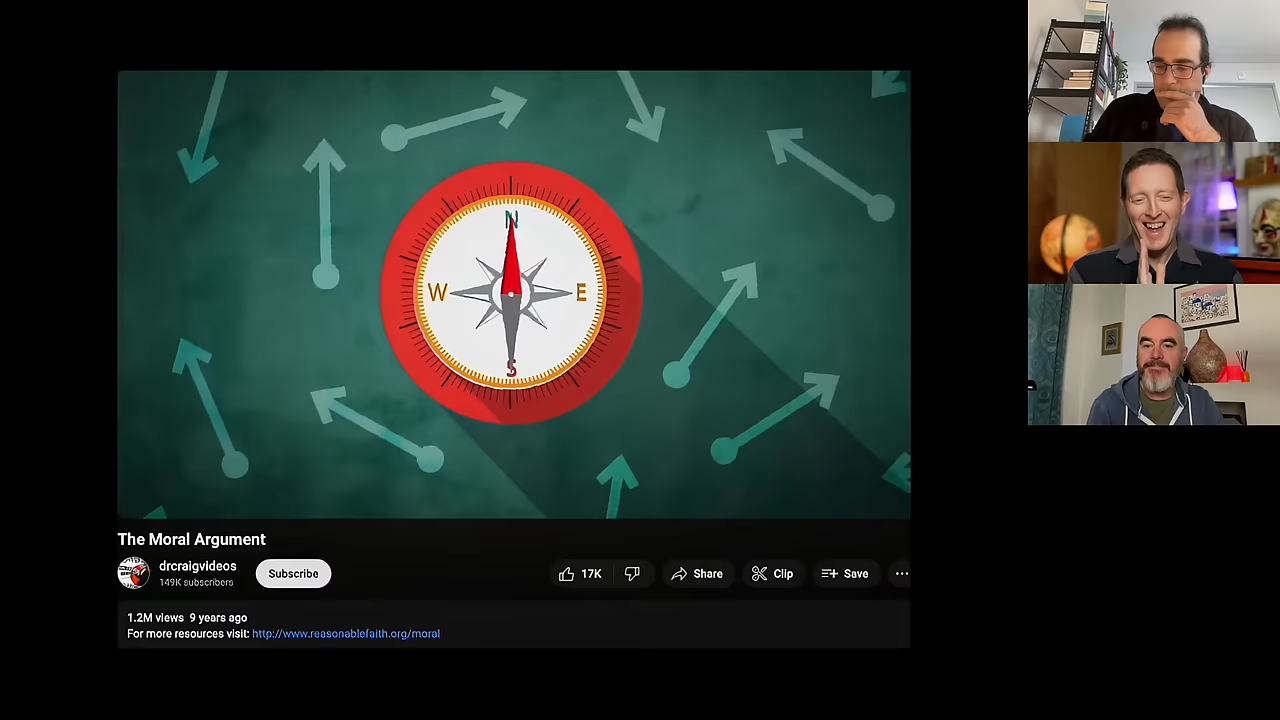 N
W
E
S
The Moral Argument
drcraigvideos
149K subscribers
Subscribe
17K
Share
Clip
Save
1.2M views 9 years ago
For more resources visit: http://www.reasonablefaith.org/moral